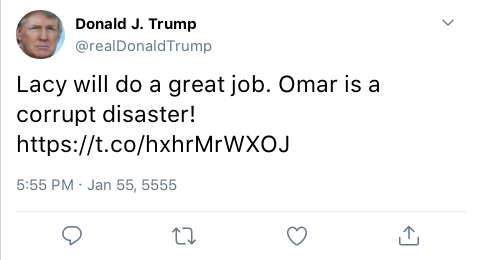 Donald J. Trump
@realDonaldTrump
Lacy will do a great job. Omar is a
corrupt disaster!
https://t.co/hxhrMrWXOJ
5:55 PM · Jan 55, 5555